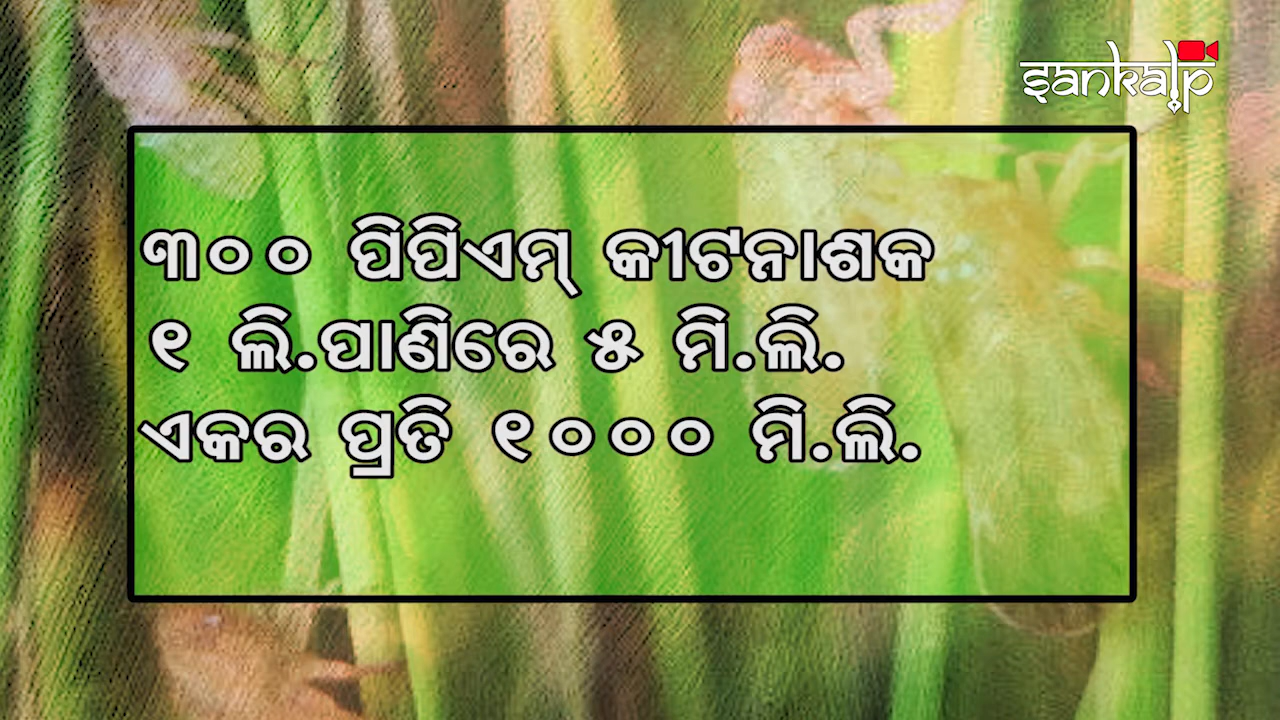 sankalp
୩୦୦ ପିପିଏମ୍ କୀଟନାଶକ
୧ ଲି.ପାଣିରେ ୫ ମି.ଲି.
ଏକର ପ୍ରତି ୧୦୦୦ ମି.ଲି.